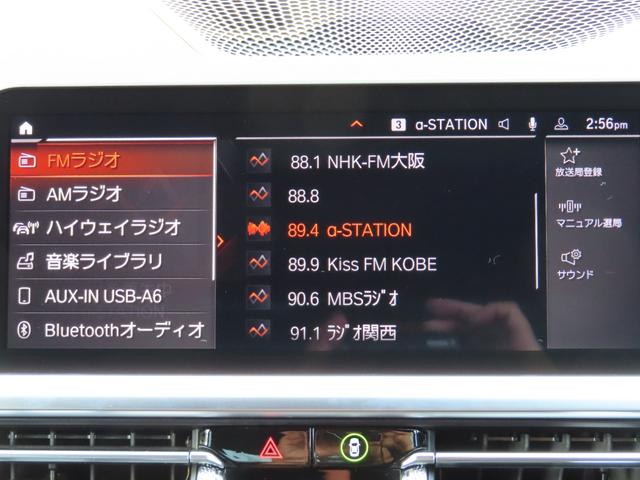 3 α-STATION 2:56pm
FMラジオ
AMラジオ
ハイウェイラジオ
音楽ライブラリ
AUX-IN USB-A6
Bluetoothオーディオ
88.1 NHK-FM大阪
88.8
89.4 α-STATION
89.9 Kiss FM KOBE
90.6 MBSラジオ
91.1 ラジオ関西
放送局登録
マニュアル選局
サウンド